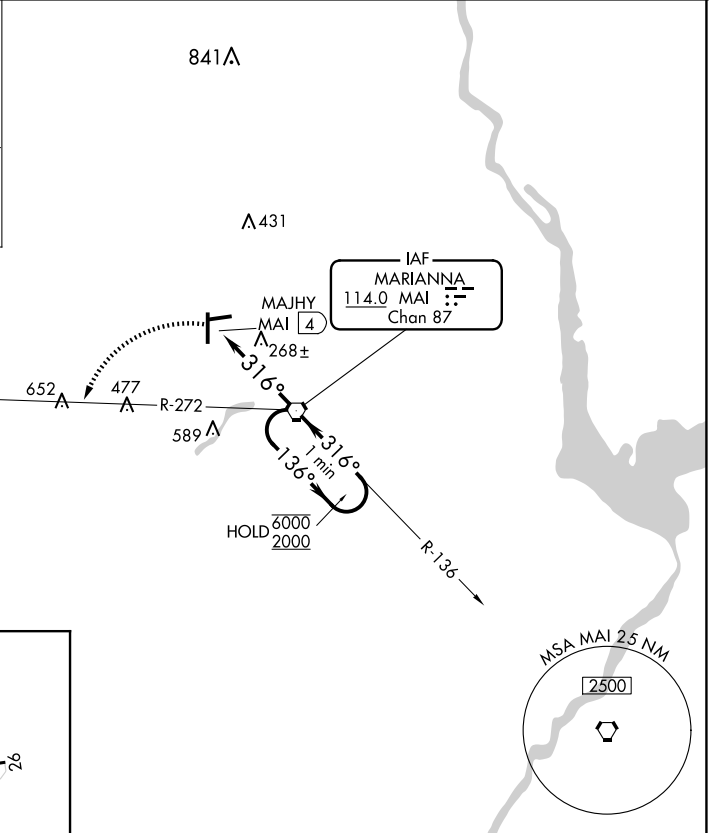 841
431
IAF
MARIANNA
114.0 MAI
Chan 87
MAJHY
MAI 4
268±
316°
652
477
R-272
589
316°
1 min
136°
HOLD 6000
2000
R-136
MSA MAI 25 NM
2500
26